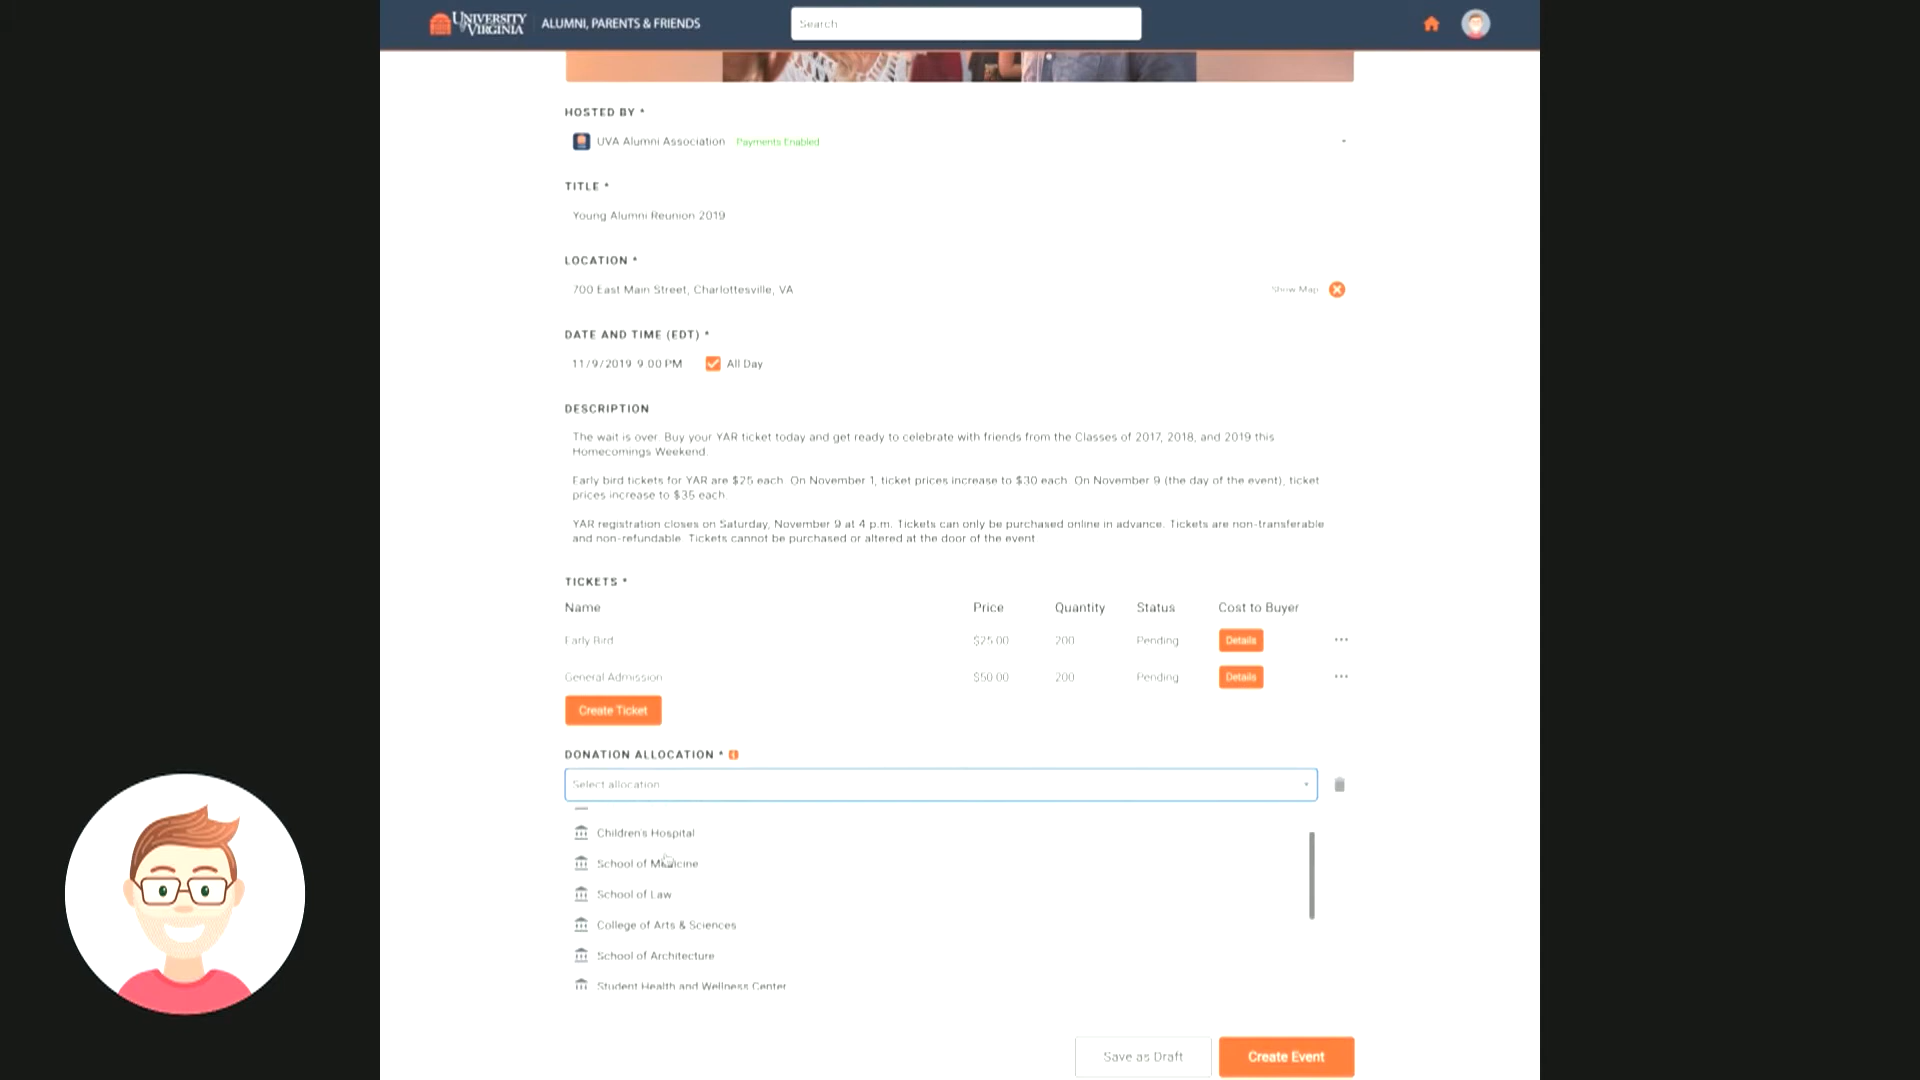 UNIVERSITY of VIRGINIA ALUMNI, PARENTS & FRIENDS
Search
HOSTED BY *
UVA Alumni Association Payments Enabled
TITLE *
Young Alumni Reunion 2019
LOCATION *
700 East Main Street, Charlottesville, VA Show Map
DATE AND TIME (EDT) *
11/9/2019 9:00 PM All Day
DESCRIPTION
The wait is over. Buy your YAR ticket today and get ready to celebrate with friends from the Classes of 2017, 2018, and 2019 this
Homecomings Weekend.
Early bird tickets for YAR are $25 each. On November 1, ticket prices increase to $30 each. On November 9 (the day of the event), ticket
prices increase to $35 each.
YAR registration closes on Saturday, November 9 at 4 p.m. Tickets can only be purchased online in advance. Tickets are non-transferable
and non-refundable. Tickets cannot be purchased or altered at the door of the event.
TICKETS *
Name Price Quantity Status Cost to Buyer
Early Bird $25.00 200 Pending Details
General Admission $50.00 200 Pending Details
Create Ticket
DONATION ALLOCATION *
Select allocation
Children's Hospital
School of Medicine
School of Law
College of Arts & Sciences
School of Architecture
Student Health and Wellness Center
Save as Draft Create Event